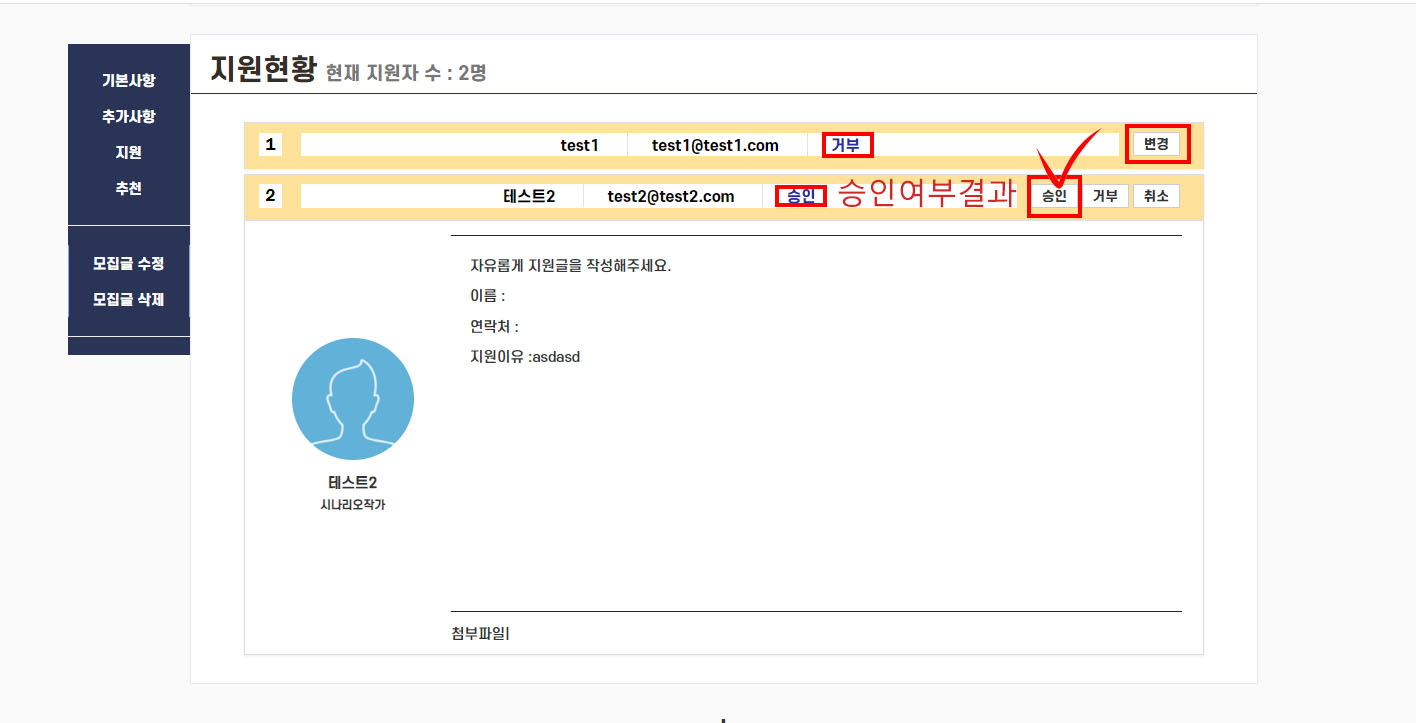 지원현황 현재 지원자 수 : 2명
기본사항
추가사항
지원
추천
모집글 수정
모집글 삭제
1 test1 test1@test1.com 거부 변경
2 테스트2 test2@test2.com 승인 승인여부결과 승인 거부 취소
자유롭게 지원글을 작성해주세요.
이름 :
연락처 :
지원이유 :asdasd
테스트2
시나리오작가
첨부파일|